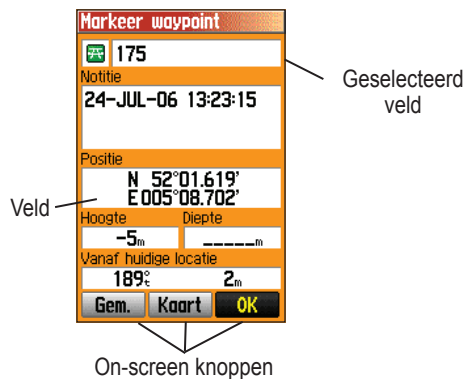 Markeer waypoint
175
Notitie
24-JUL-06 13:23:15
Positie
N 52°01.619'
E 005°08.702'
Hoogte Diepte
-5m _____m
Vanaf huidige locatie
189° 2m
Gem. Kaart OK
Geselecteerd
veld
Veld
On-screen knoppen